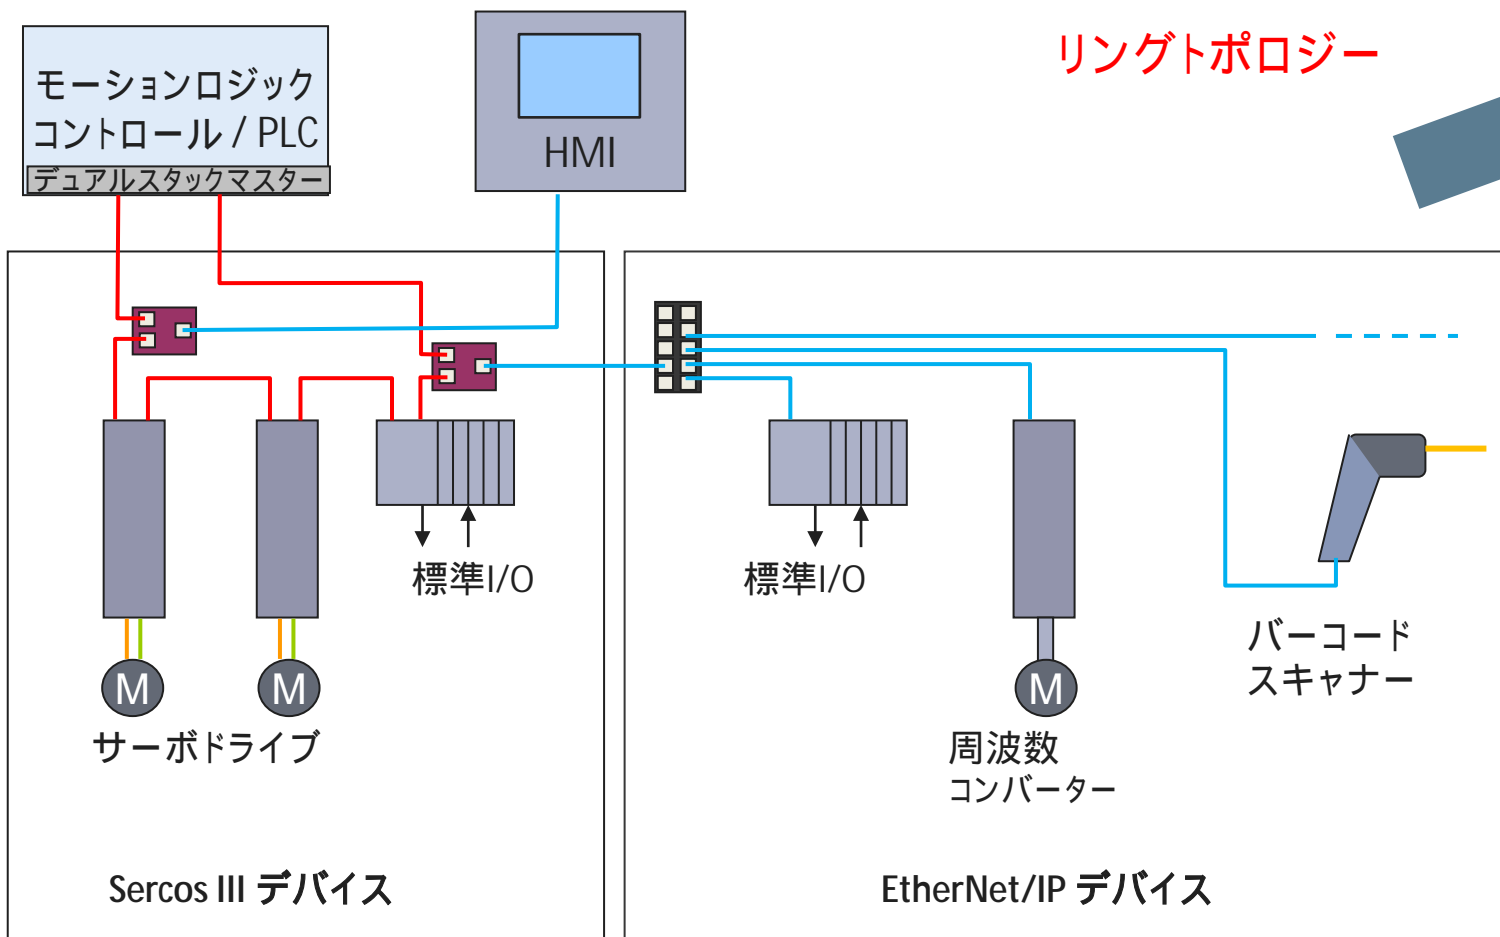 リングトポロジー
モーションロジック
コントロール / PLC
デュアルスタックマスター
HMI
標準I/O
標準I/O
バーコード
スキャナー
M
M
M
サーボドライブ
周波数
コンバーター
Sercos III デバイス
EtherNet/IP デバイス